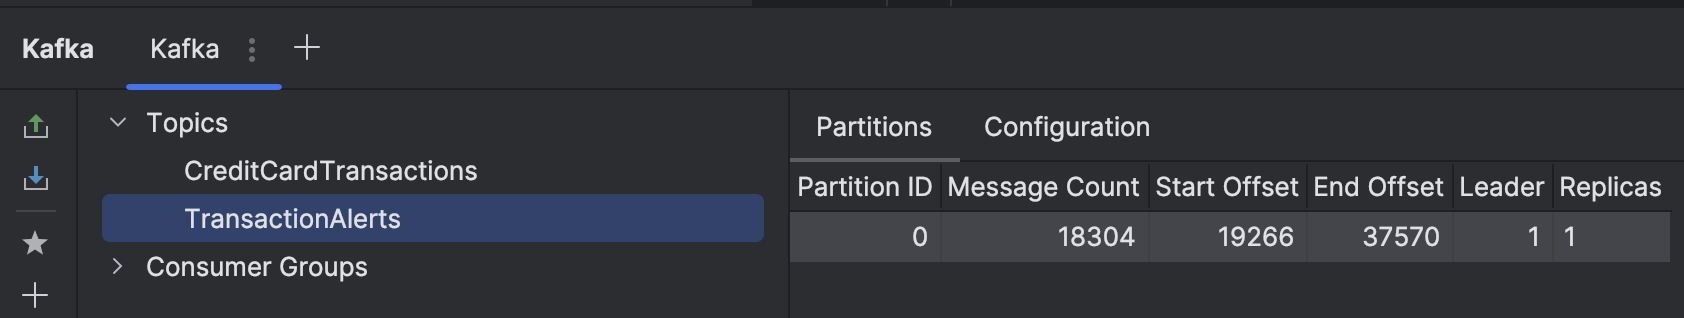 Kafka Kafka
Topics
CreditCardTransactions
TransactionAlerts
Consumer Groups
Partitions Configuration
Partition ID Message Count Start Offset End Offset Leader Replicas
0 18304 19266 37570 1 1